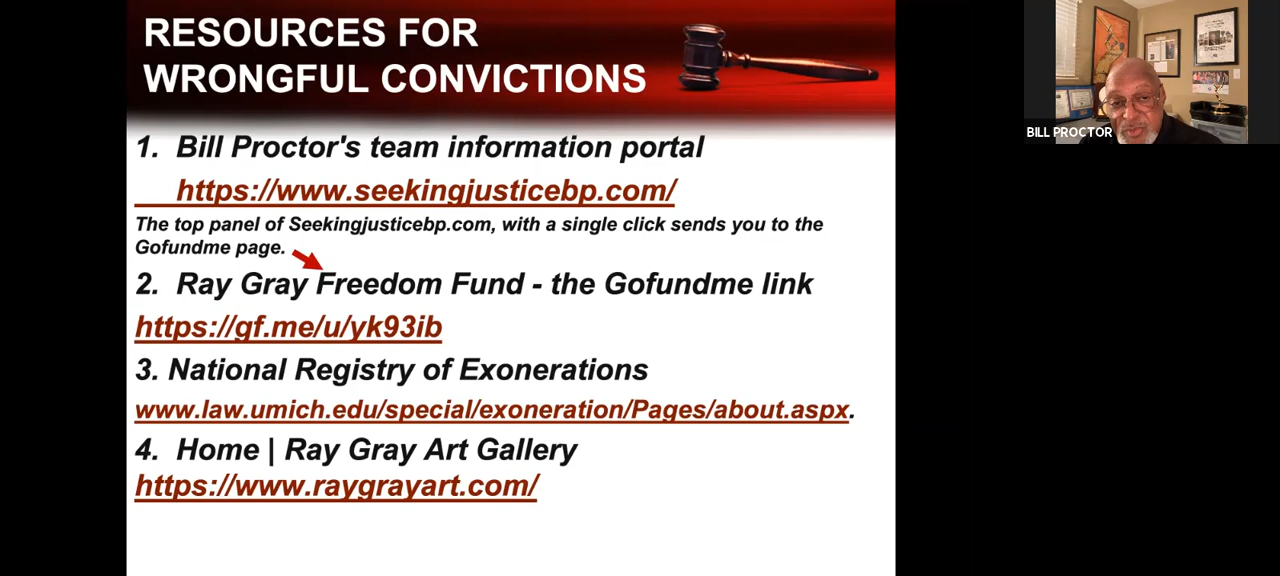 RESOURCES FOR
WRONGFUL CONVICTIONS
1. Bill Proctor's team information portal
https://www.seekingjusticebp.com/
The top panel of Seekingjusticebp.com, with a single click sends you to the
Gofundme page.
2. Ray Gray Freedom Fund - the Gofundme link
https://gf.me/u/yk93ib
3. National Registry of Exonerations
www.law.umich.edu/special/exoneration/Pages/about.aspx.
4. Home | Ray Gray Art Gallery
https://www.raygrayart.com/
BILL PROCTOR